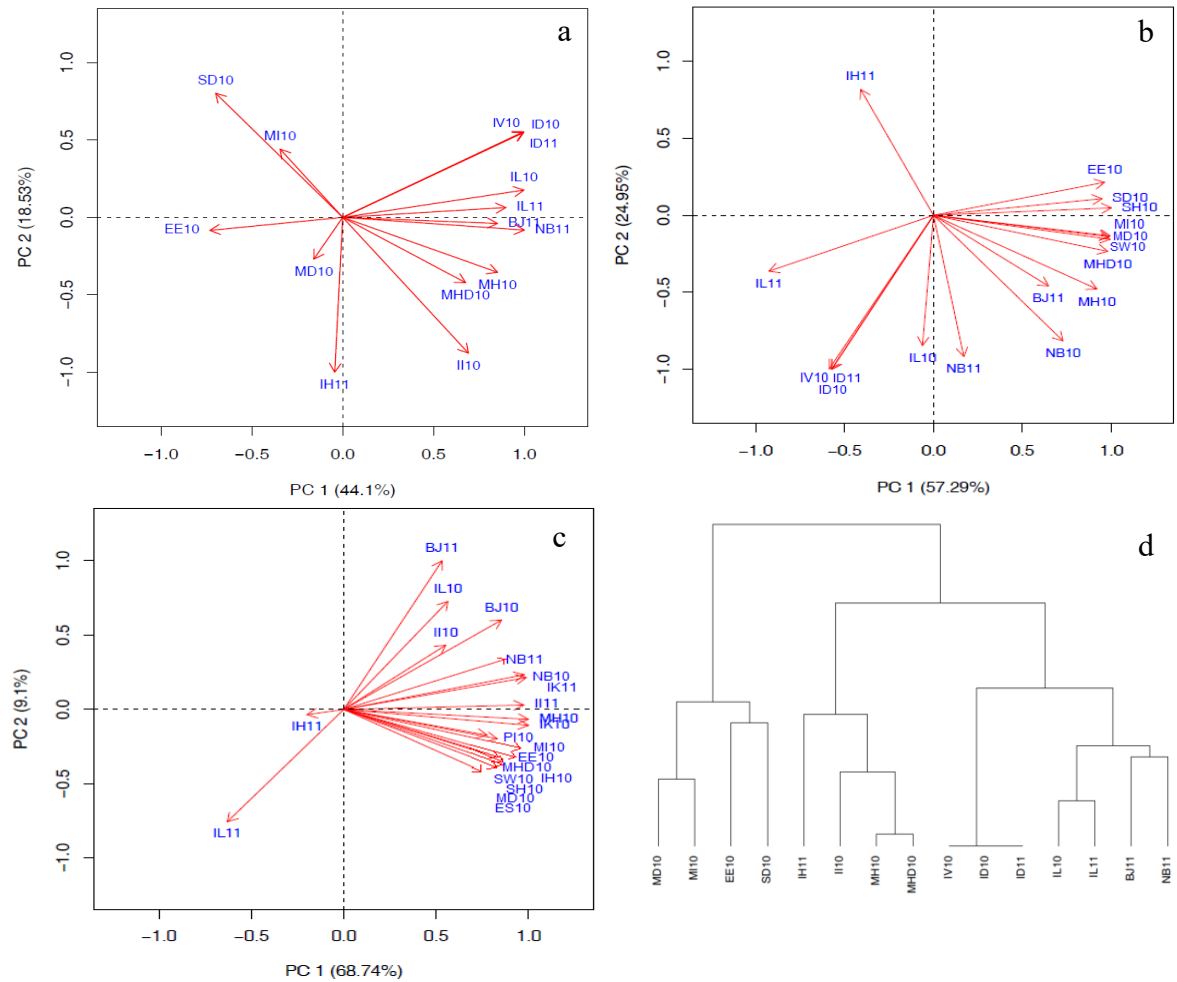 a
1.0
0.5
0.0
−0.5
−1.0
PC 2 (18.53%)
SD10
MI10
EE10
MD10
IH11
IV10 ID10
ID11
IL10
IL11
BJ11
NB11
MH10
MHD10
II10
−1.0 −0.5 0.0 0.5 1.0
PC 1 (44.1%)
b
1.0
0.5
0.0
−0.5
−1.0
PC 2 (24.95%)
IH11
EE10
SD10
SH10
MI10
MD10
SW10
MHD10
BJ11
MH10
IL11
NB10
IL10
NB11
IV10 ID11
ID10
−1.0 −0.5 0.0 0.5 1.0
PC 1 (57.29%)
c
1.0
0.5
0.0
−0.5
−1.0
PC 2 (9.1%)
BJ11
IL10
BJ10
II10
NB11
NB10
IK11
II11
MH10
IK10
IH11
PI10
MI10
EE10
MHD10
SW10 IH10
SH10
MD10
ES10
IL11
−1.0 −0.5 0.0 0.5 1.0
PC 1 (68.74%)
d
MD10
MI10
EE10
SD10
IH11
II10
MH10
MHD10
IV10
ID10
ID11
IL10
IL11
BJ11
NB11